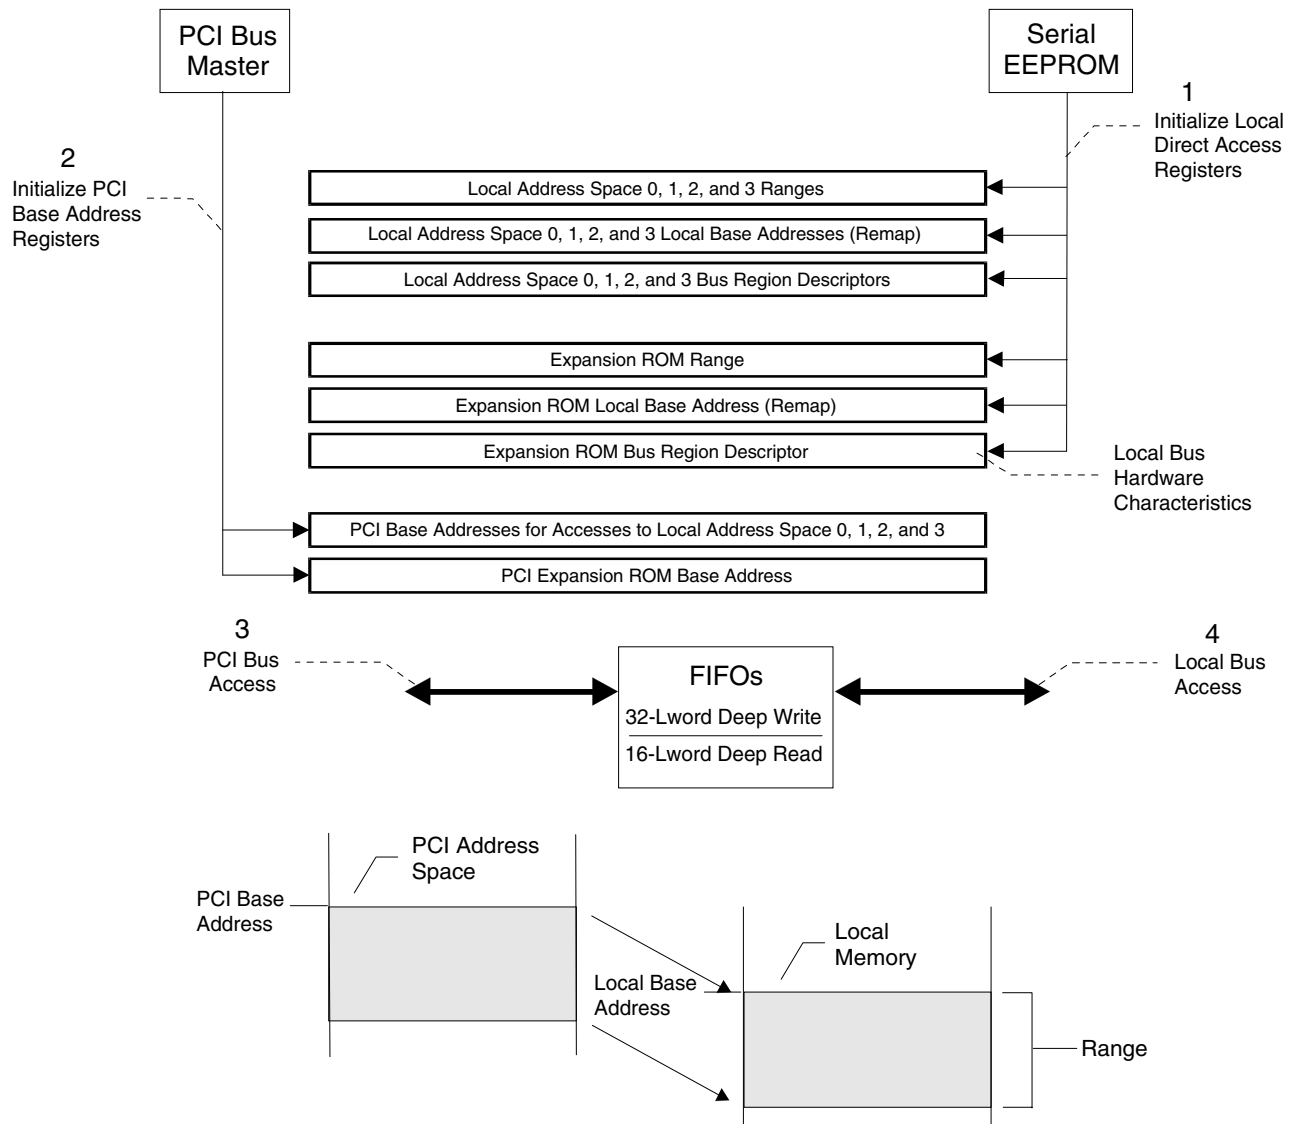 PCI Bus
Master
Serial
EEPROM
1
Initialize Local
Direct Access
Registers
2
Initialize PCI
Base Address
Registers
Local Address Space 0, 1, 2, and 3 Ranges
Local Address Space 0, 1, 2, and 3 Local Base Addresses (Remap)
Local Address Space 0, 1, 2, and 3 Bus Region Descriptors
Expansion ROM Range
Expansion ROM Local Base Address (Remap)
Expansion ROM Bus Region Descriptor
Local Bus
Hardware
Characteristics
PCI Base Addresses for Accesses to Local Address Space 0, 1, 2, and 3
PCI Expansion ROM Base Address
3
PCI Bus
Access
FIFOs
32-Lword Deep Write
16-Lword Deep Read
4
Local Bus
Access
PCI Address
Space
PCI Base
Address
Local
Memory
Local Base
Address
Range